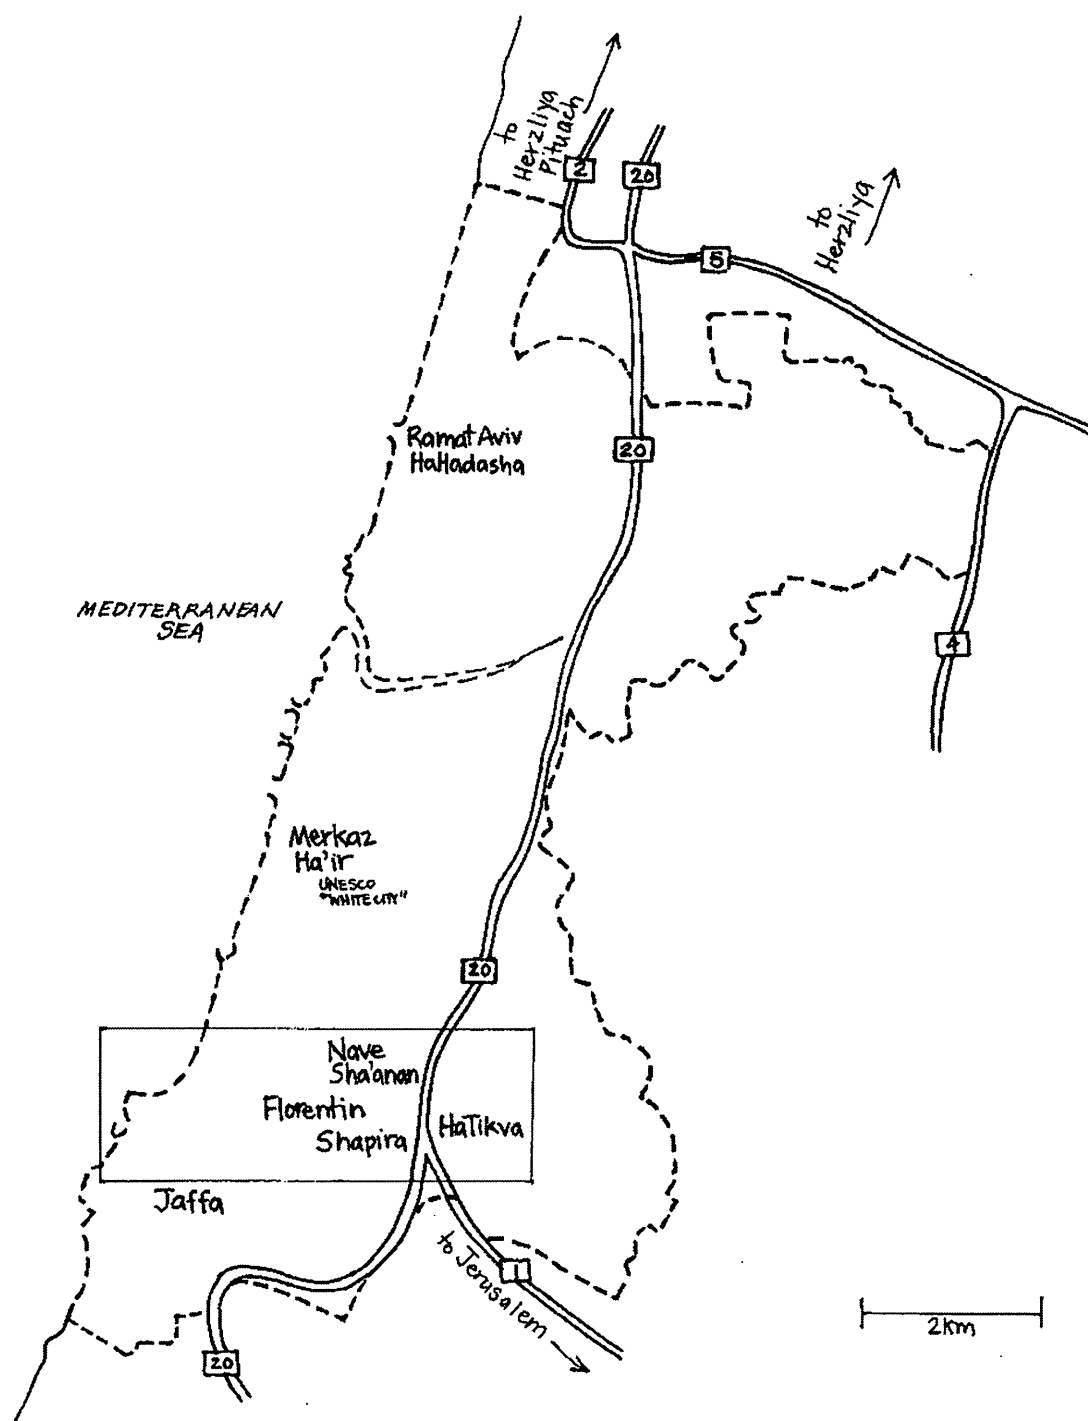 to
Herzliya
Pituach
2
20
to
Herzliya
5
Ramat Aviv
HaHadasha
20
MEDITERRANEAN
SEA
4
Merkaz
Ha'ir
UNESCO
"WHITE CITY"
20
Nave
Sha'anan
Florentin
HaTikva
Shapira
Jaffa
to Jerusalem
1
2km
20